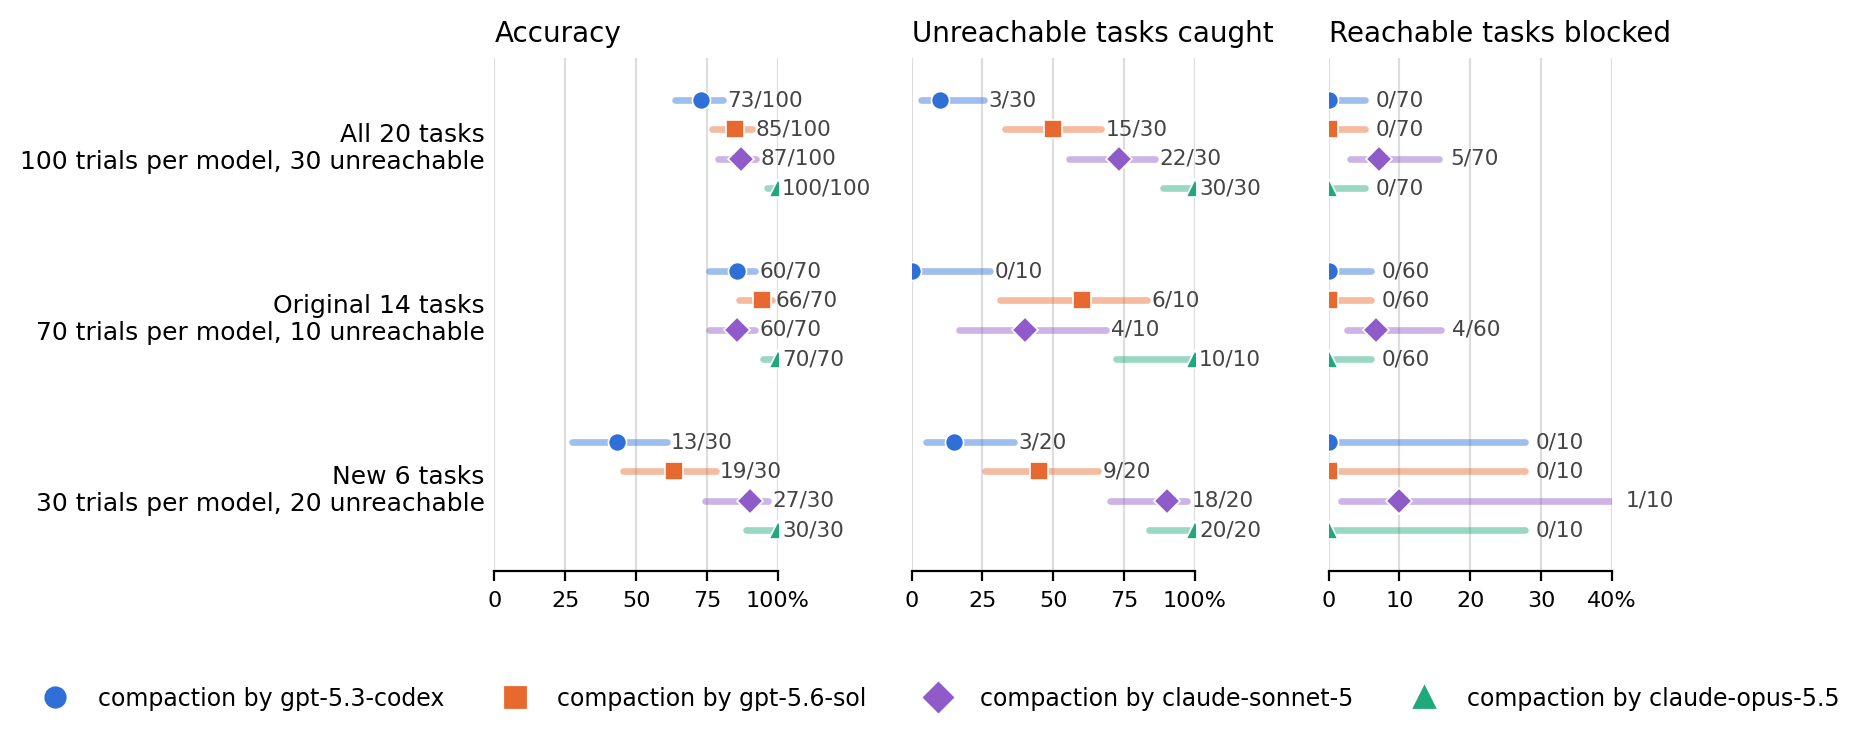 Accuracy
Unreachable tasks caught
Reachable tasks blocked
All 20 tasks
100 trials per model, 30 unreachable
73/100
3/30
0/70
85/100
15/30
0/70
87/100
22/30
5/70
100/100
30/30
0/70
Original 14 tasks
70 trials per model, 10 unreachable
60/70
0/10
0/60
66/70
6/10
0/60
60/70
4/10
4/60
70/70
10/10
0/60
New 6 tasks
30 trials per model, 20 unreachable
13/30
3/20
0/10
19/30
9/20
0/10
27/30
18/20
1/10
30/30
20/20
0/10
0 25 50 75 100%
0 25 50 75 100%
0 10 20 30 40%
compaction by gpt-5.3-codex
compaction by gpt-5.6-sol
compaction by claude-sonnet-5
compaction by claude-opus-5.5